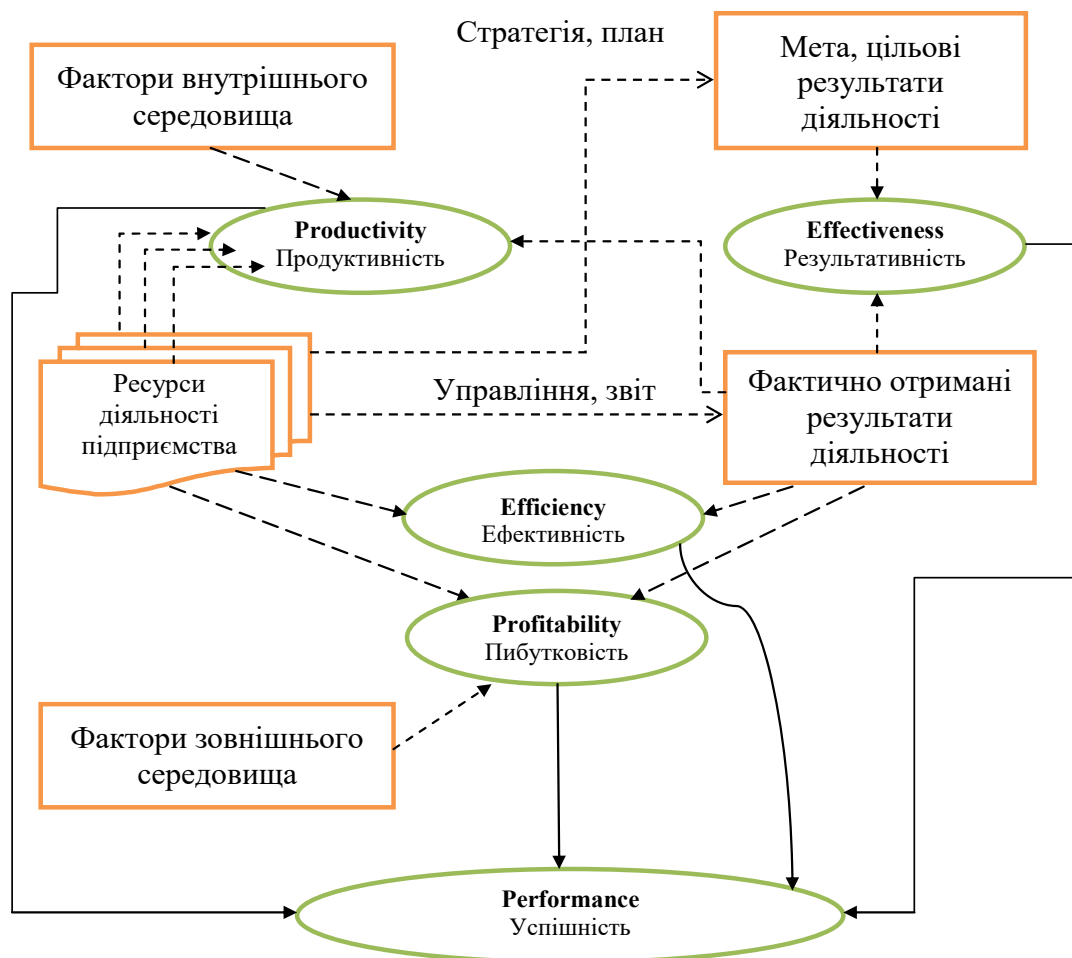 Стратегія, план
Фактори внутрішнього
середовища
Мета, цільові
результати
діяльності
Productivity
Продуктивність
Effectiveness
Результативність
Ресурси
діяльності
підприємства
Управління, звіт
Фактично отримані
результати
діяльності
Efficiency
Ефективність
Profitability
Пибутковість
Фактори зовнішнього
середовища
Performance
Успішність